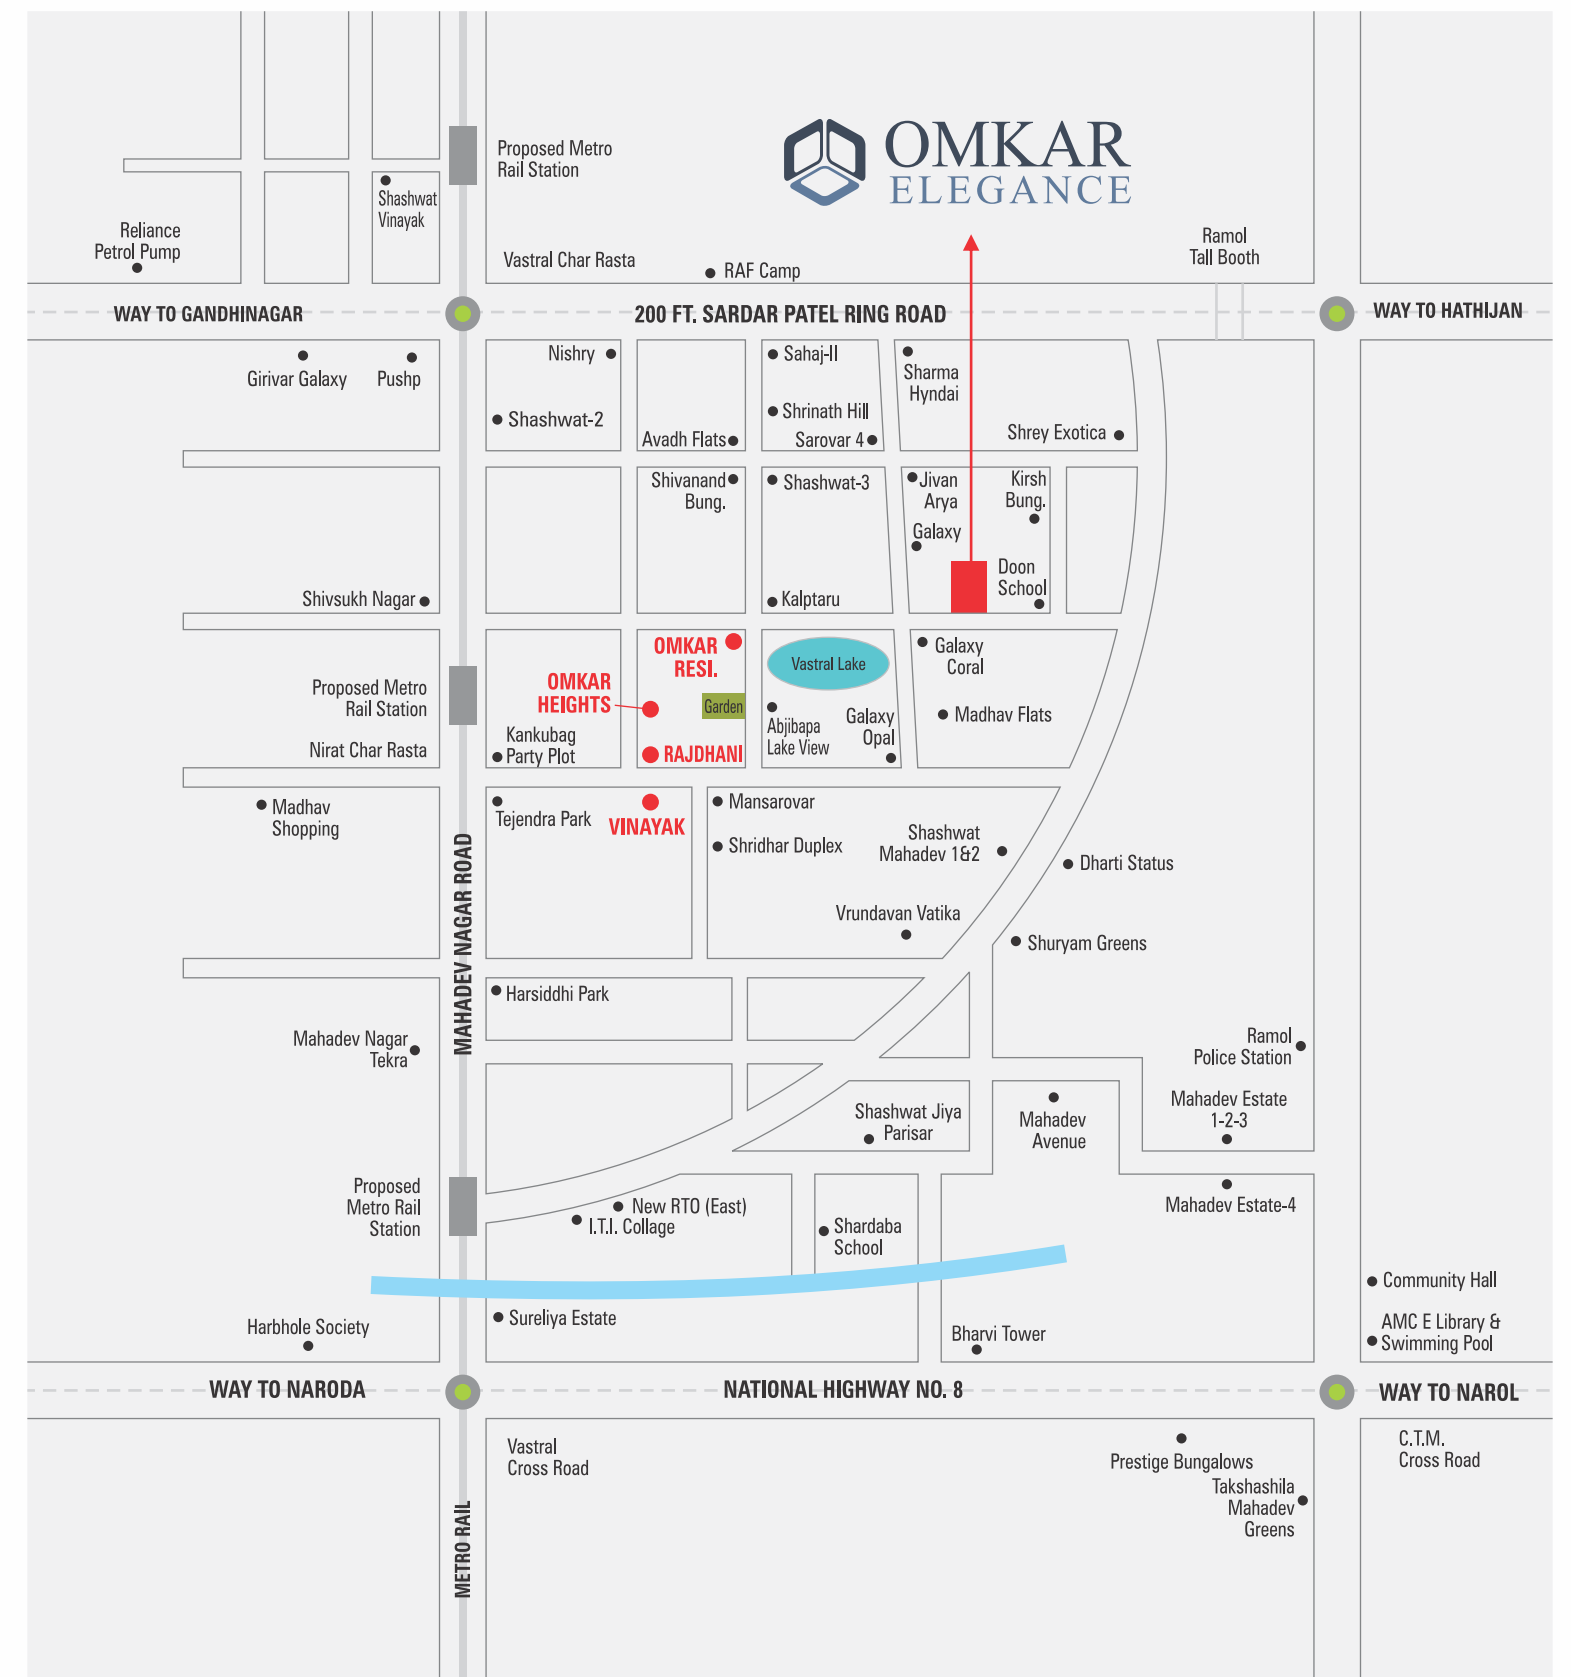 OMKAR
ELEGANCE
Proposed Metro
Rail Station
Shashwat
Vinayak
Reliance
Petrol Pump
Vastral Char Rasta
RAF Camp
Ramol
Tall Booth
WAY TO GANDHINAGAR
200 FT. SARDAR PATEL RING ROAD
WAY TO HATHIJAN
Girivar Galaxy
Pushp
Nishry
Sahaj-II
Sharma
Hyndai
Shashwat-2
Shrinath Hill
Avadh Flats
Sarovar 4
Shrey Exotica
Shivanand
Bung.
Shashwat-3
Jivan
Arya
Kirsh
Bung.
Galaxy
Doon
School
Shivsukh Nagar
Kalptaru
OMKAR
RESI.
Vastral Lake
Galaxy
Coral
OMKAR
HEIGHTS
Garden
Proposed Metro
Rail Station
Abjibapa
Lake View
Galaxy
Opal
Madhav Flats
Nirat Char Rasta
Kankubag
Party Plot
RAJDHANI
Madhav
Shopping
Tejendra Park
VINAYAK
Mansarovar
Shridhar Duplex
Shashwat
Mahadev 1&2
Dharti Status
MAHADEV NAGAR ROAD
Vrundavan Vatika
Shuryam Greens
Harsiddhi Park
Mahadev Nagar
Tekra
Ramol
Police Station
Shashwat Jiya
Parisar
Mahadev
Avenue
Mahadev Estate
1-2-3
Proposed
Metro Rail
Station
New RTO (East)
I.T.I. Collage
Shardaba
School
Mahadev Estate-4
Community Hall
Sureliya Estate
Harbhole Society
Bharvi Tower
AMC E Library &
Swimming Pool
WAY TO NARODA
NATIONAL HIGHWAY NO. 8
WAY TO NAROL
Vastral
Cross Road
Prestige Bungalows
C.T.M.
Cross Road
Takshashila
Mahadev
Greens
METRO RAIL